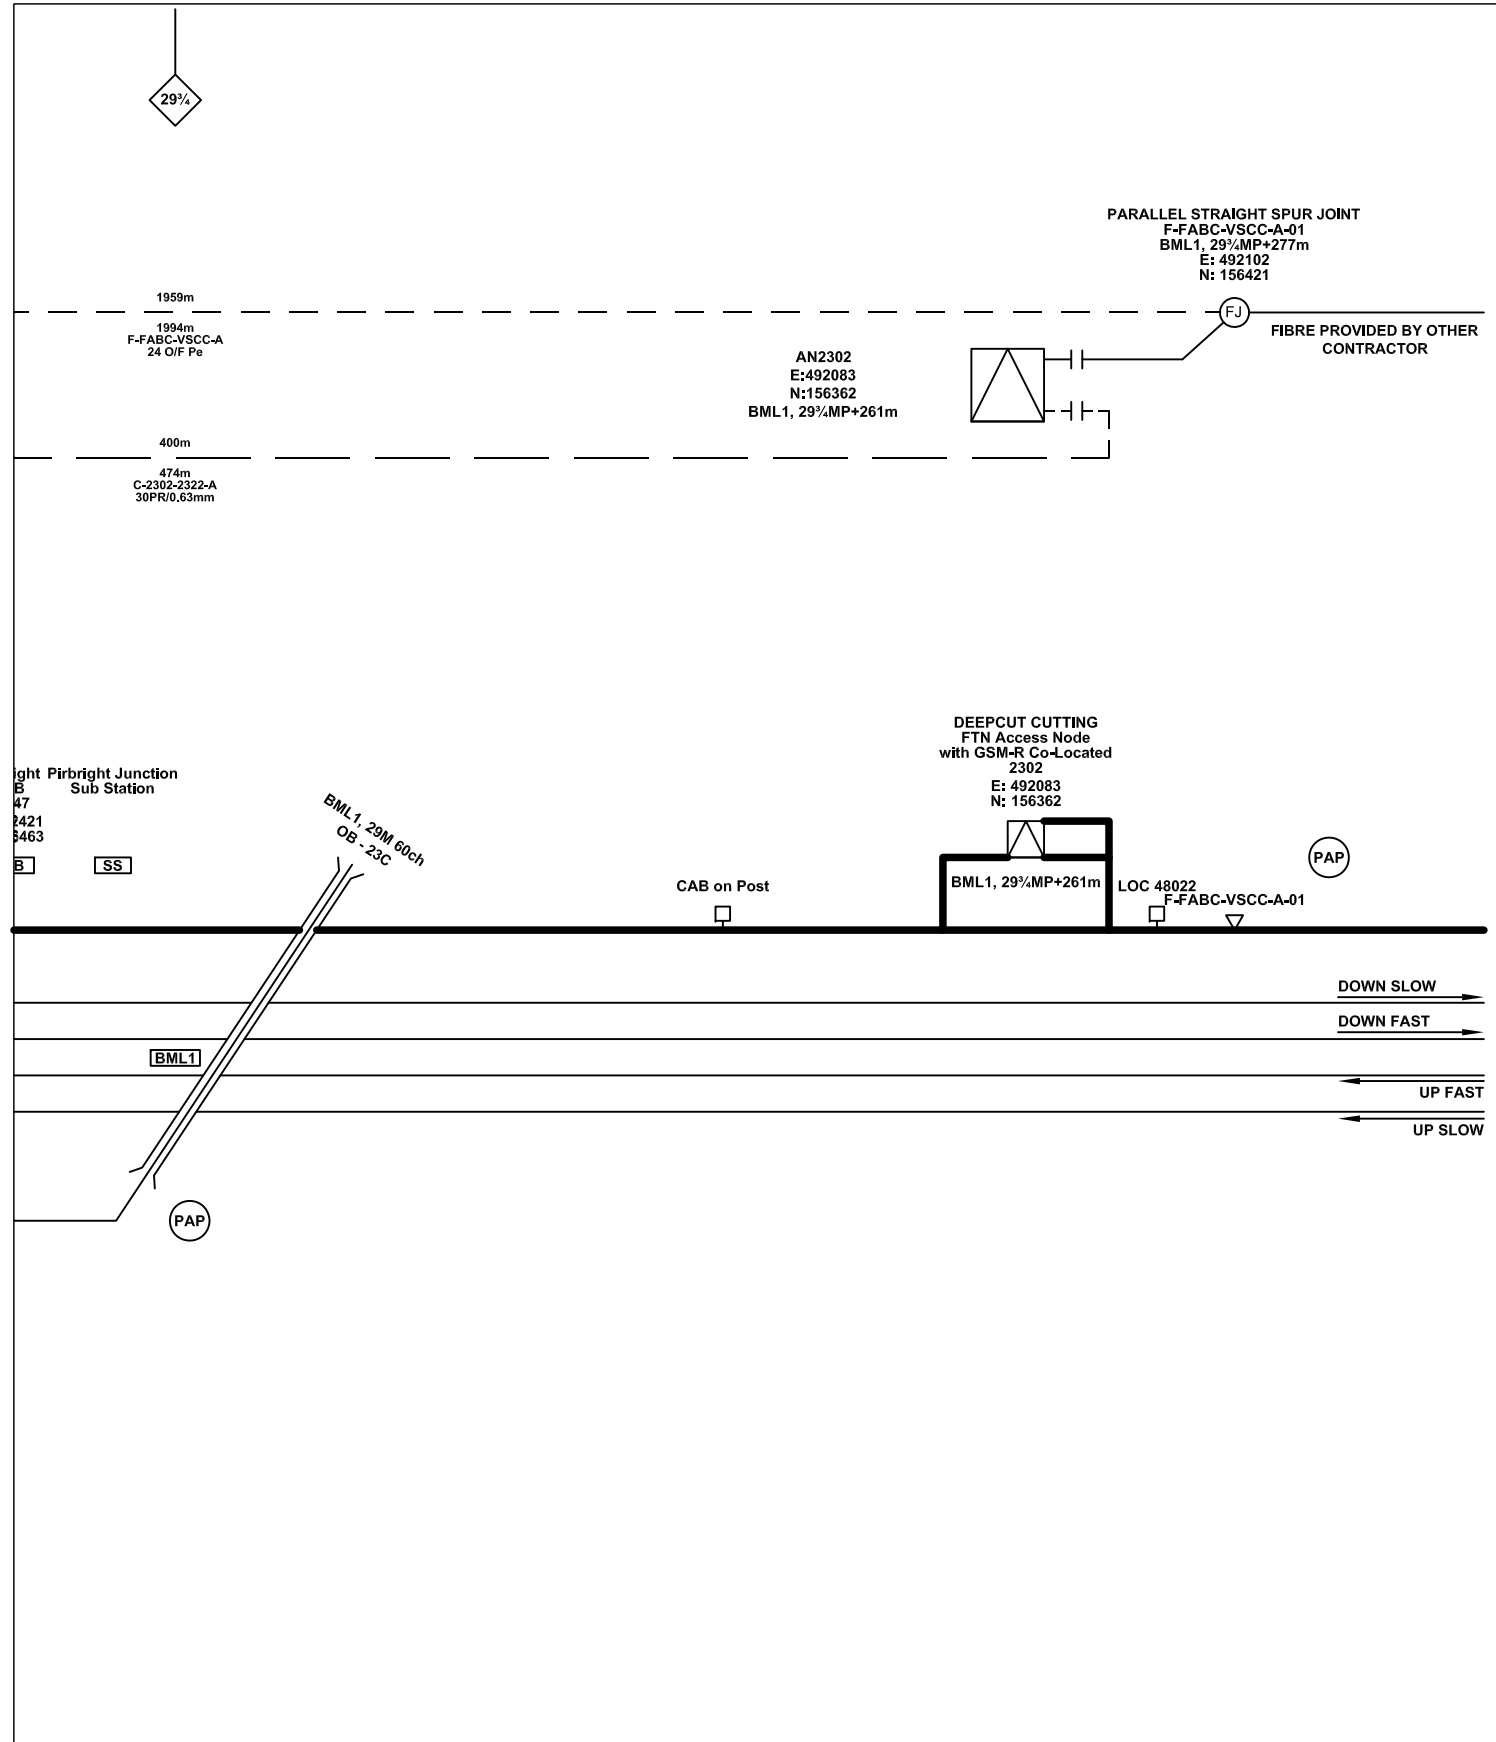 29¾
PARALLEL STRAIGHT SPUR JOINT
F-FABC-VSCC-A-01
BML1, 29¾MP+277m
E: 492102
N: 156421
1959m
FJ
1994m
F-FABC-VSCC-A
24 O/F Pe
FIBRE PROVIDED BY OTHER
CONTRACTOR
AN2302
E:492083
N:156362
BML1, 29¾MP+261m
400m
474m
C-2302-2322-A
30PR/0.63mm
DEEPCUT CUTTING
FTN Access Node
with GSM-R Co-Located
2302
E: 492083
N: 156362
ight
B
47
2421
3463
B
Pirbright Junction
Sub Station
SS
BML1, 29M 60ch
OB - 23C
CAB on Post
BML1, 29¾MP+261m
LOC 48022
F-FABC-VSCC-A-01
PAP
DOWN SLOW
DOWN FAST
BML1
UP FAST
UP SLOW
PAP